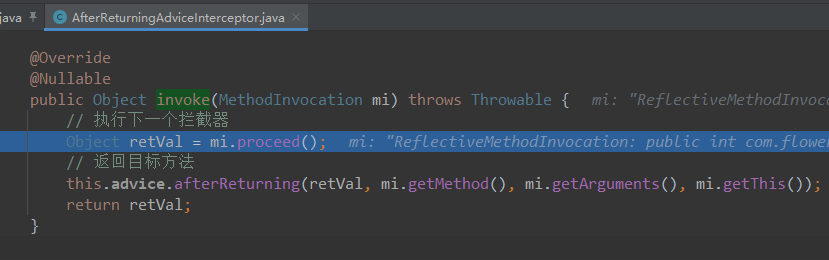 java
AfterReturningAdviceInterceptor.java
@Override
@Nullable
public Object invoke(MethodInvocation mi) throws Throwable { mi: "ReflectiveMethodInvoc
// 执行下一个拦截器
Object retVal = mi.proceed(); mi: "ReflectiveMethodInvocation: public int com.flower
// 返回目标方法
this.advice.afterReturning(retVal, mi.getMethod(), mi.getArguments(), mi.getThis());
return retVal;
}